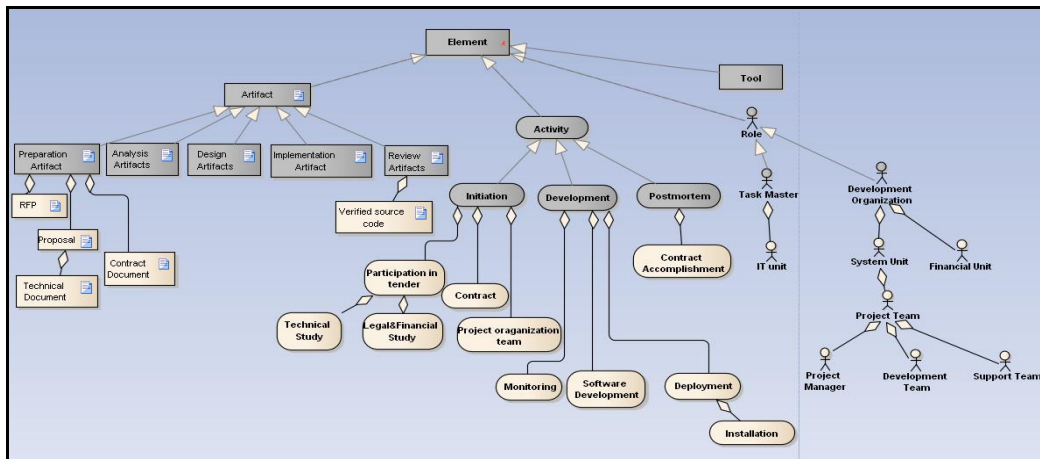 Element
Tool
Artifact
Activity
Role
Preparation
Artifact
Analysis
Artifacts
Design
Artifacts
Implementation
Artifact
Review
Artifacts
Initiation
Development
Postmortem
Task Master
Development
Organization
RFP
Verified source
code
Proposal
Contract
Document
Technical
Document
Participation in
tender
Contract
Contract
Accomplishment
IT unit
System Unit
Financial Unit
Technical
Study
Legal&Financial
Study
Project oraganization
team
Project Team
Monitoring
Software
Development
Deployment
Installation
Project
Manager
Development
Team
Support Team